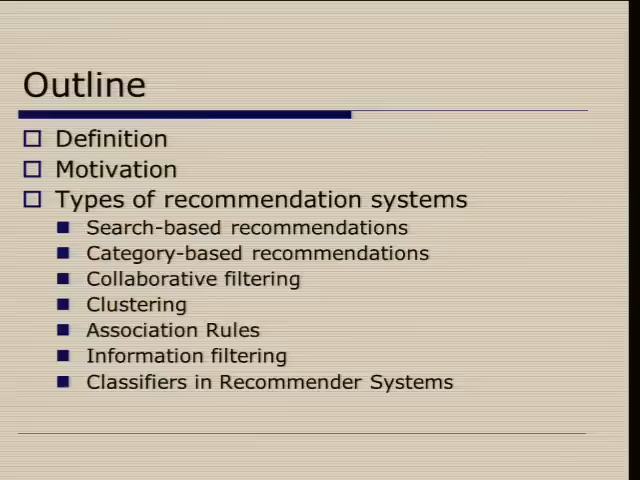 Outline
Definition
Motivation
Types of recommendation systems
Search-based recommendations
Category-based recommendations
Collaborative filtering
Clustering
Association Rules
Information filtering
Classifiers in Recommender Systems